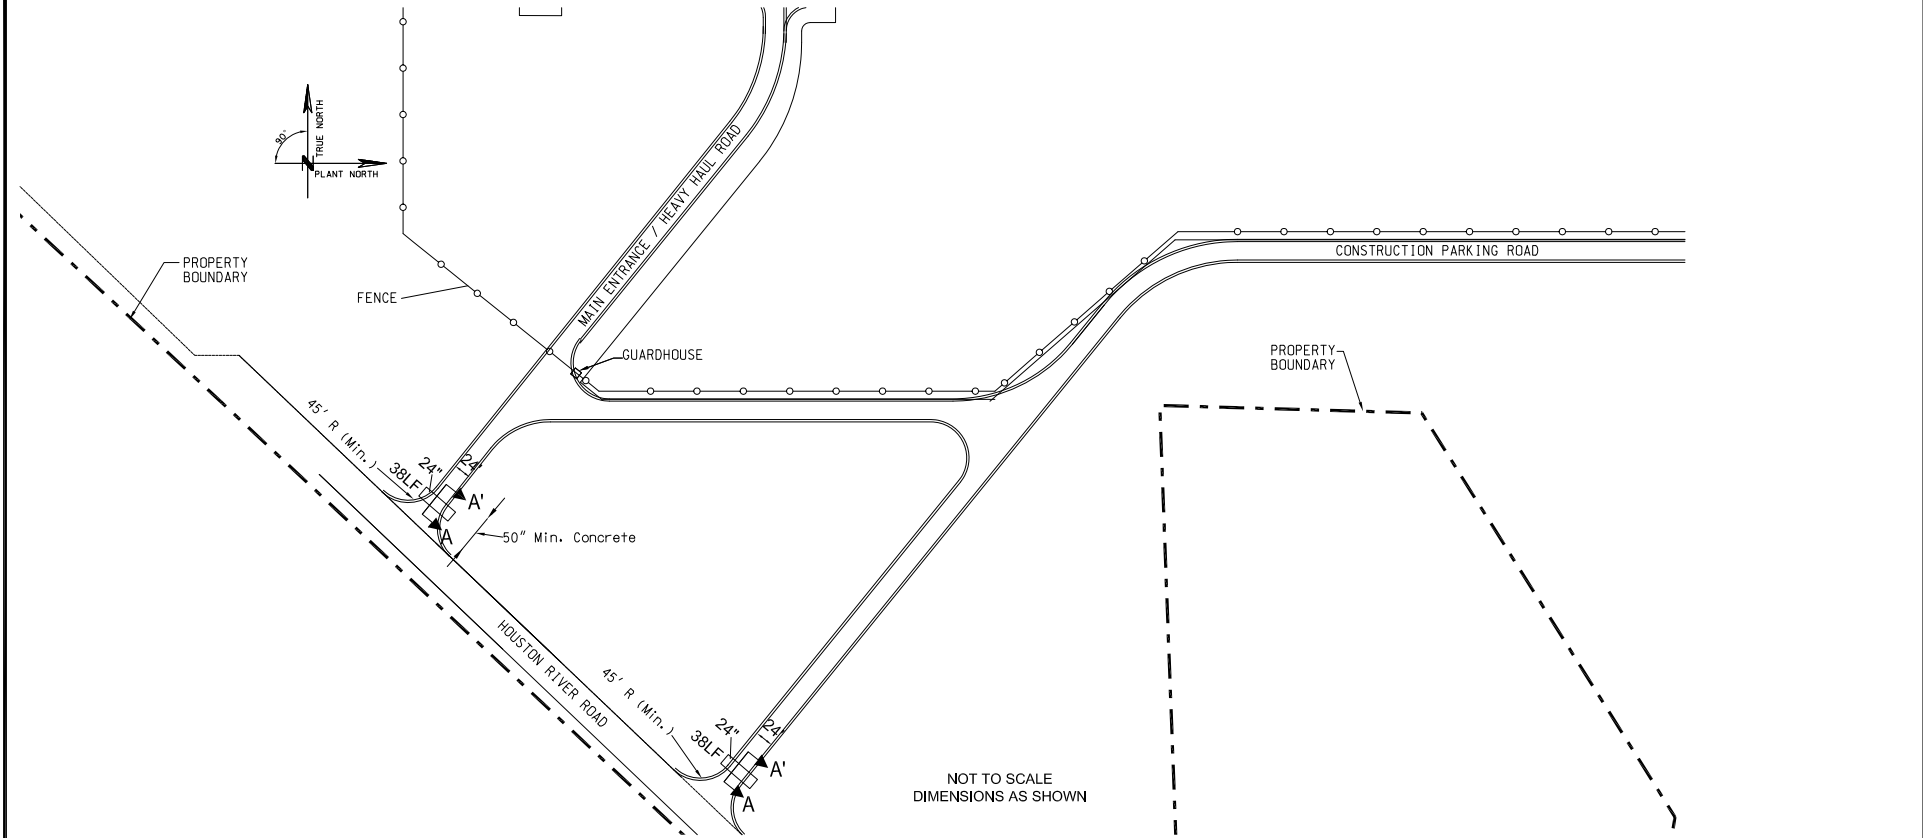 MAIN ENTRANCE / HEAVY HAUL ROAD
90°
TRUE NORTH
N
PLANT NORTH
PROPERTY
BOUNDARY
FENCE
CONSTRUCTION PARKING ROAD
GUARDHOUSE
PROPERTY
BOUNDARY
45' R (Min.)
38LF
24"
24'
A'
A
50" Min. Concrete
HOUSTON RIVER ROAD
45' R (Min.)
38LF
24"
24'
A'
A
NOT TO SCALE
DIMENSIONS AS SHOWN